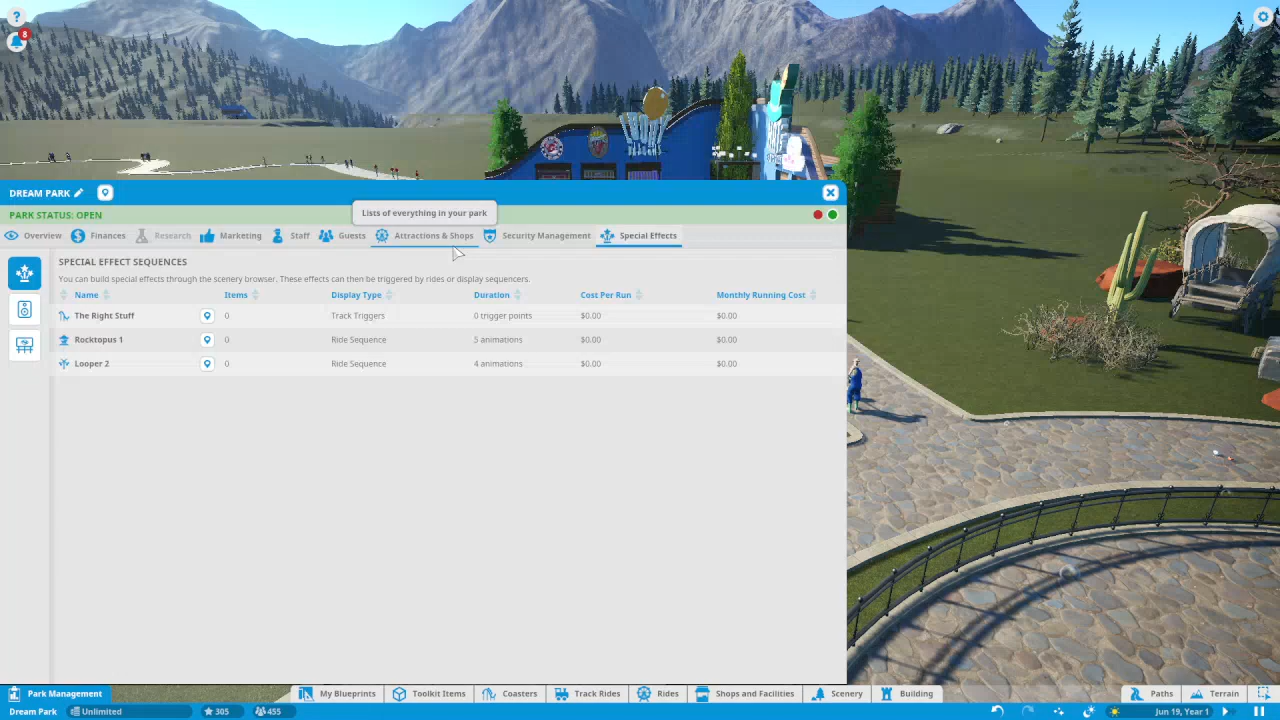 ?
8
DREAM PARK
PARK STATUS: OPEN
Lists of everything in your park
Overview Finances Research Marketing Staff Guests Attractions & Shops Security Management Special Effects
SPECIAL EFFECT SEQUENCES
You can build special effects through the scenery browser. These effects can then be triggered by rides or display sequencers.
Name Items Display Type Duration Cost Per Run Monthly Running Cost
The Right Stuff 0 Track Triggers 0 trigger points $0.00 $0.00
Rocktopus 1 0 Ride Sequence 5 animations $0.00 $0.00
Looper 2 0 Ride Sequence 4 animations $0.00 $0.00
Park Management My Blueprints Toolkit Items Coasters Track Rides Rides Shops and Facilities Scenery Building Paths Terrain
Dream Park Unlimited 305 455 Jun 19, Year 1